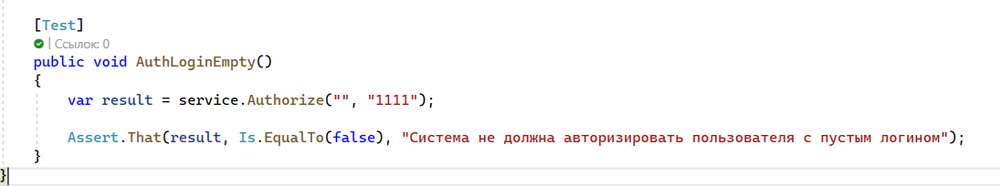 [Test]
| Ссылок: 0
public void AuthLoginEmpty()
{
var result = service.Authorize("", "1111");
Assert.That(result, Is.EqualTo(false), "Система не должна авторизировать пользователя с пустым логином");
}
}